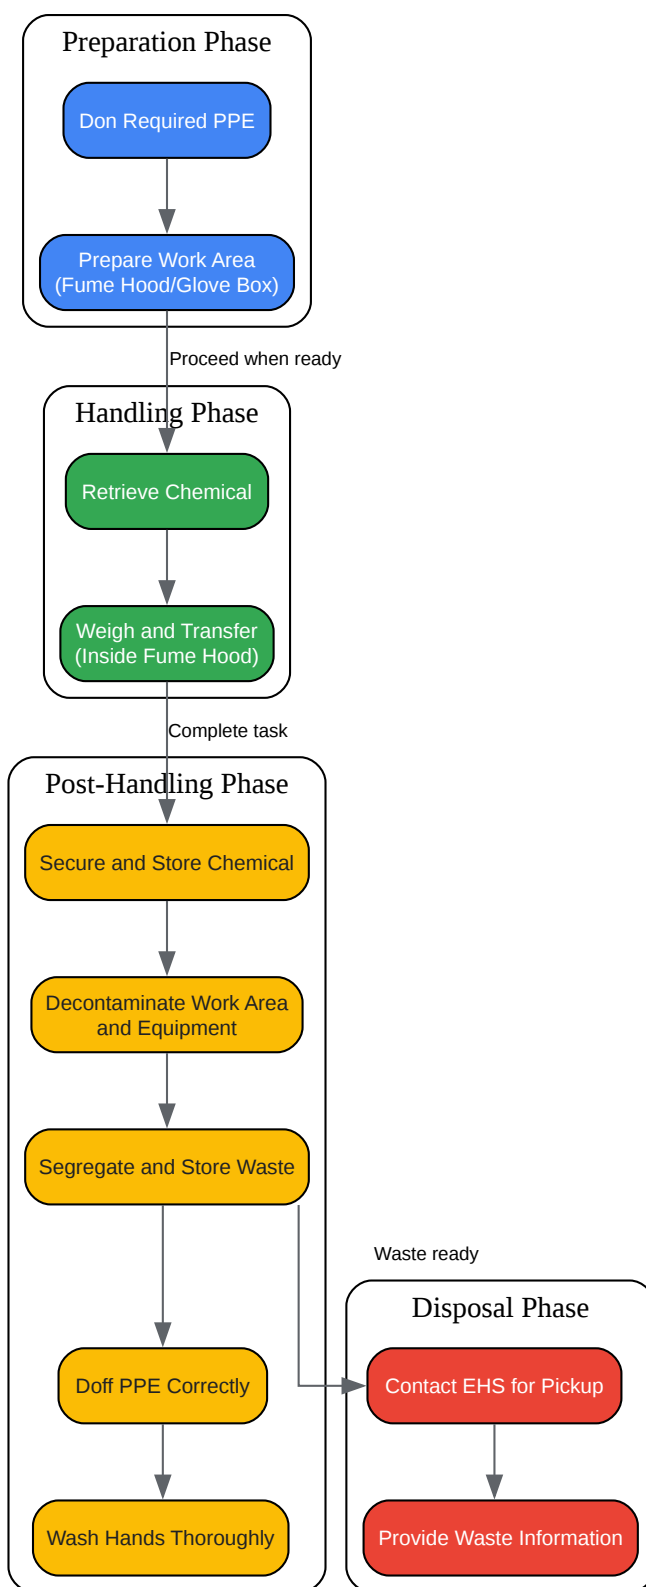 Preparation Phase
Don Required PPE
Prepare Work Area
(Fume Hood/Glove Box)
Proceed when ready
Handling Phase
Retrieve Chemical
Weigh and Transfer
(Inside Fume Hood)
Complete task
Post-Handling Phase
Secure and Store Chemical
Decontaminate Work Area
and Equipment
Segregate and Store Waste
Waste ready
Disposal Phase
Doff PPE Correctly
Contact EHS for Pickup
Wash Hands Thoroughly
Provide Waste Information